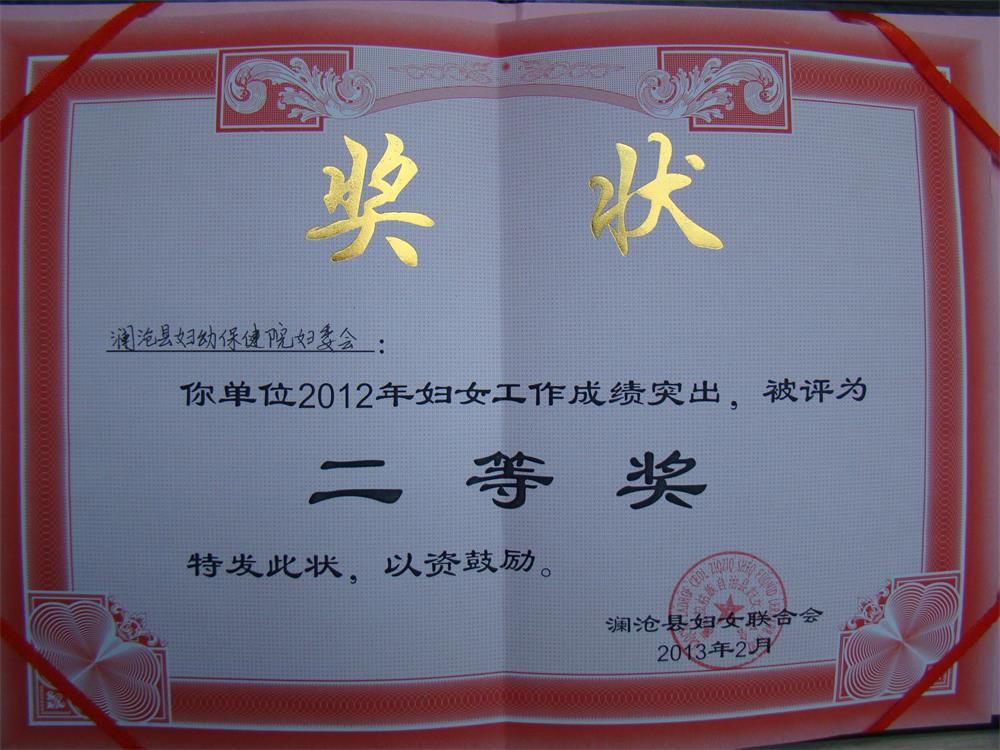 奖状
澜沧县妇幼保健院妇委会：
你单位2012年妇女工作成绩突出，被评为
二等奖
特发此状，以资鼓励。
澜沧县妇女联合会
2013年2月